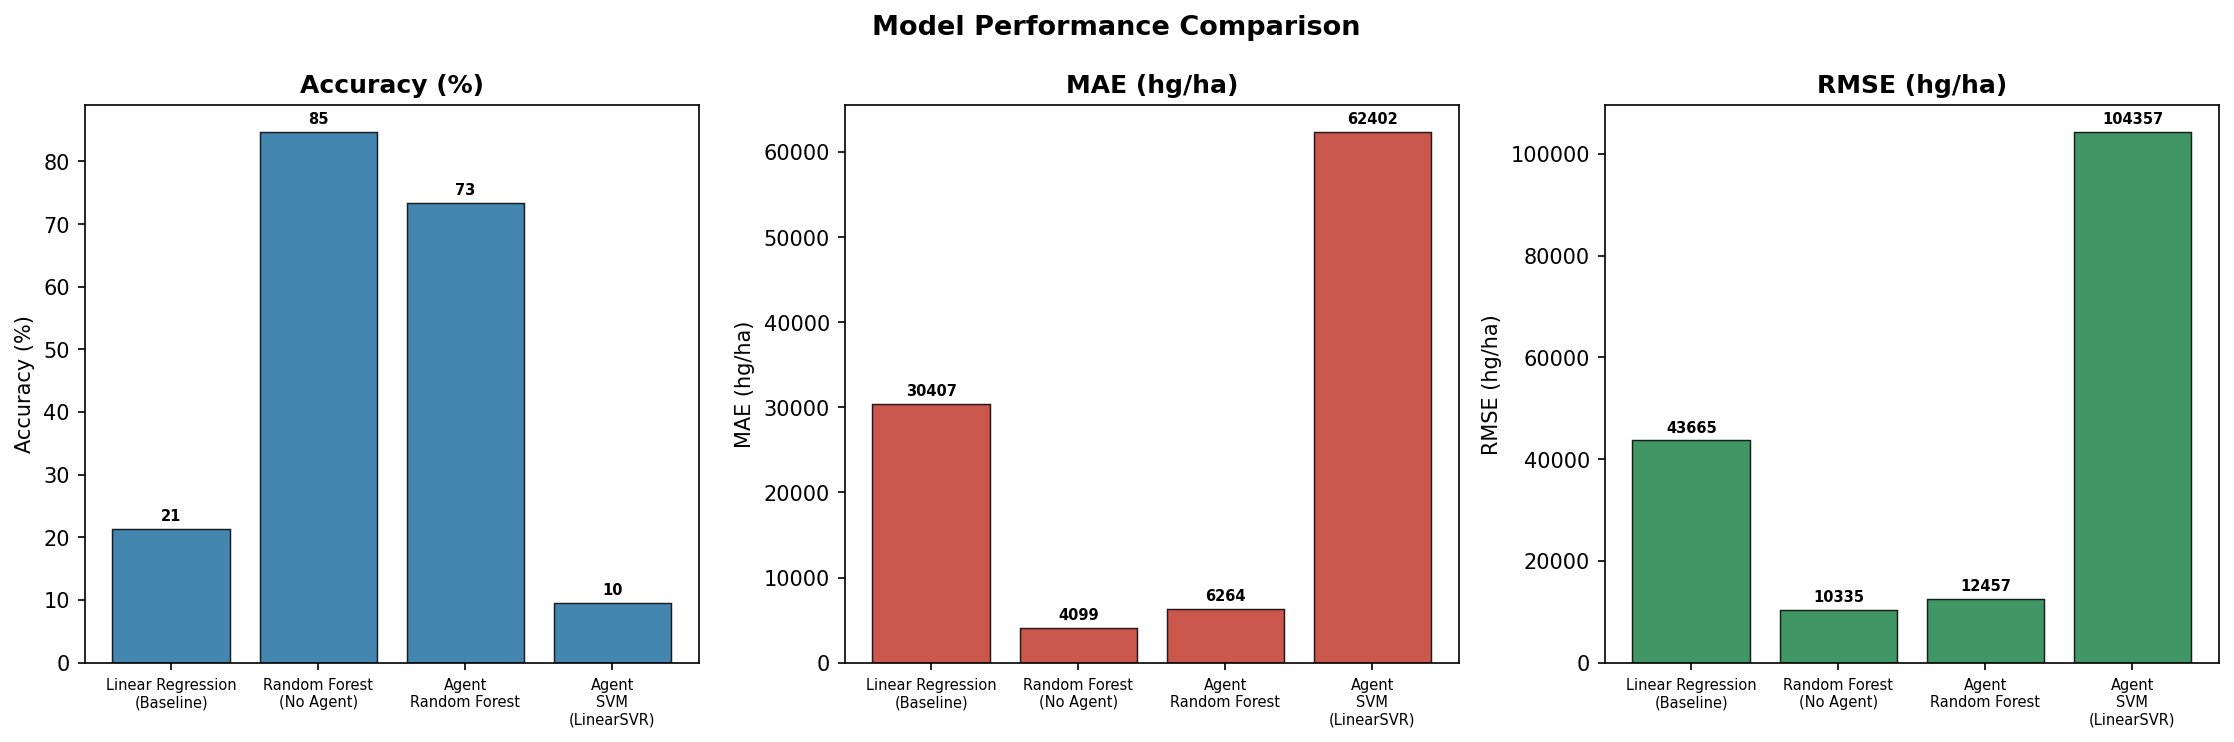 Model Performance Comparison
Accuracy (%)
Accuracy (%)
80
70
60
50
40
30
20
10
0
21
85
73
10
Linear Regression
(Baseline)
Random Forest
(No Agent)
Agent
Random Forest
Agent
SVM
(LinearSVR)
MAE (hg/ha)
MAE (hg/ha)
60000
50000
40000
30000
20000
10000
0
30407
4099
6264
62402
Linear Regression
(Baseline)
Random Forest
(No Agent)
Agent
Random Forest
Agent
SVM
(LinearSVR)
RMSE (hg/ha)
RMSE (hg/ha)
100000
80000
60000
40000
20000
0
43665
10335
12457
104357
Linear Regression
(Baseline)
Random Forest
(No Agent)
Agent
Random Forest
Agent
SVM
(LinearSVR)